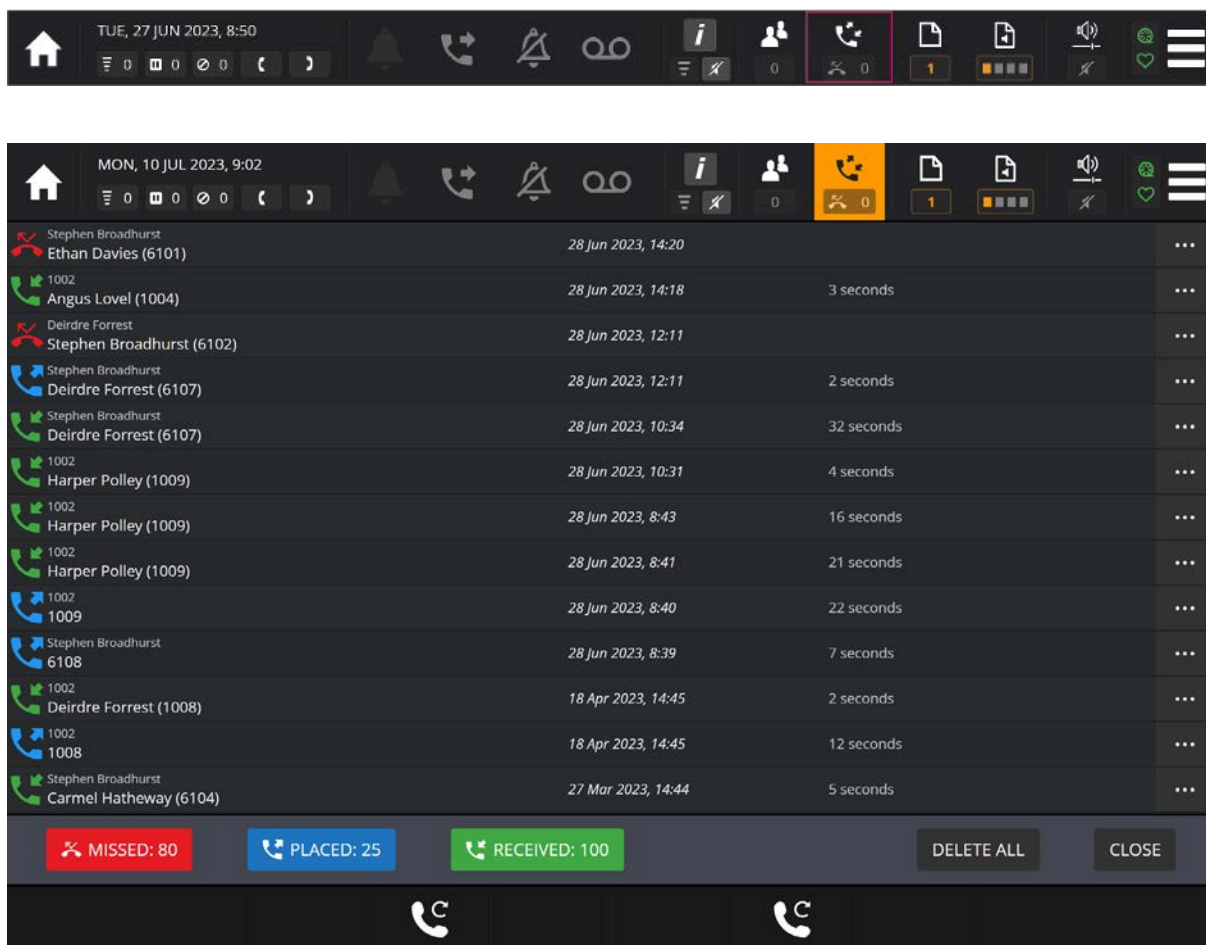 TUE, 27 JUN 2023, 8:50
0 0 0
i 0 0 1
MON, 10 JUL 2023, 9:02
0 0 0
i 0 0 1
Stephen Broadhurst
Ethan Davies (6101) 28 Jun 2023, 14:20 ...
1002
Angus Lovel (1004) 28 Jun 2023, 14:18 3 seconds ...
Deirdre Forrest
Stephen Broadhurst (6102) 28 Jun 2023, 12:11 ...
Stephen Broadhurst
Deirdre Forrest (6107) 28 Jun 2023, 12:11 2 seconds ...
Stephen Broadhurst
Deirdre Forrest (6107) 28 Jun 2023, 10:34 32 seconds ...
1002
Harper Polley (1009) 28 Jun 2023, 10:31 4 seconds ...
1002
Harper Polley (1009) 28 Jun 2023, 8:43 16 seconds ...
1002
Harper Polley (1009) 28 Jun 2023, 8:41 21 seconds ...
1002
1009 28 Jun 2023, 8:40 22 seconds ...
Stephen Broadhurst
6108 28 Jun 2023, 8:39 7 seconds ...
1002
Deirdre Forrest (1008) 18 Apr 2023, 14:45 2 seconds ...
1002
1008 18 Apr 2023, 14:45 12 seconds ...
Stephen Broadhurst
Carmel Hatheway (6104) 27 Mar 2023, 14:44 5 seconds ...
MISSED: 80 PLACED: 25 RECEIVED: 100 DELETE ALL CLOSE